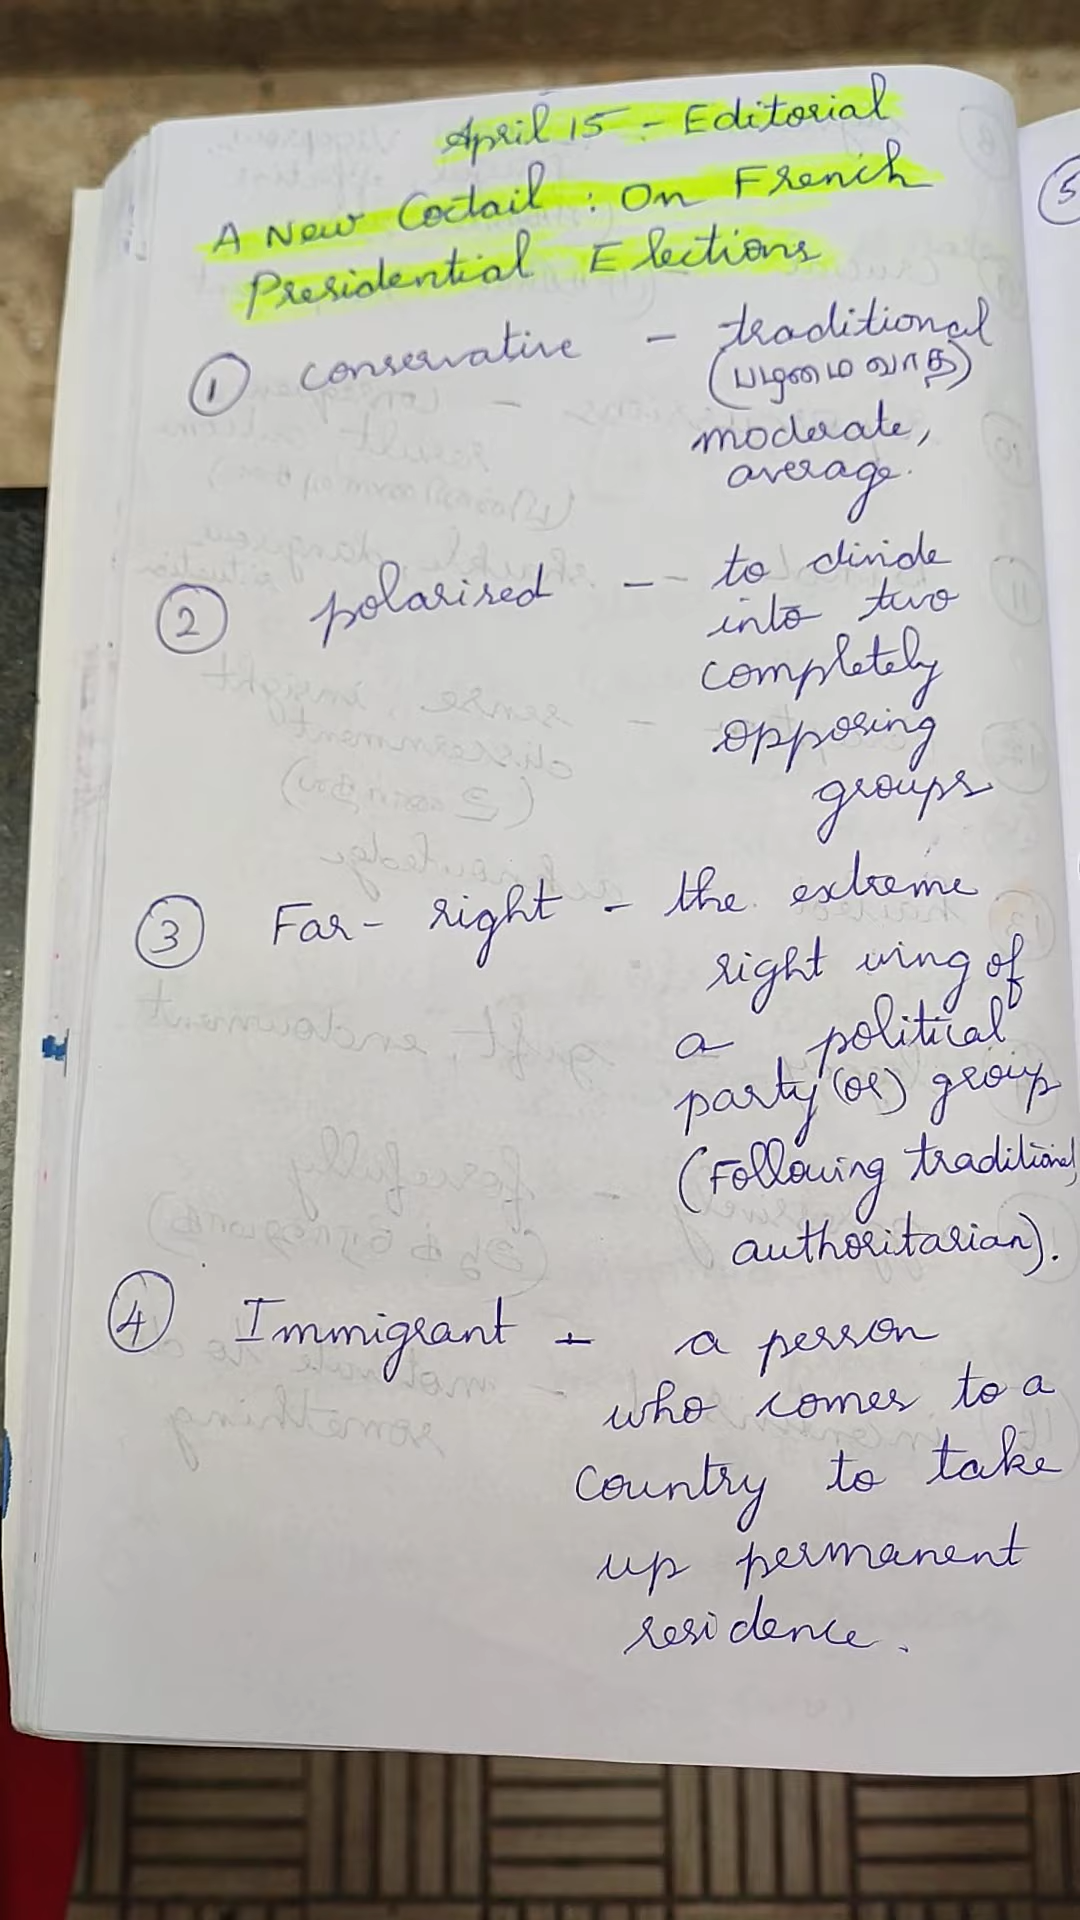 April 15 - Editorial
A New Coctail : On French
Presidential Elections
① conservative - traditional
(பழமைவாத)
moderate,
average.
② polarised - - to divide
into two
completely
opposing
groups
③ Far- right - the extreme
right wing of
a political
party (or) group
(Following traditional,
authoritarian).
④ Immigrant - a person
who comes to a
country to take
up permanent
residence.
⑤